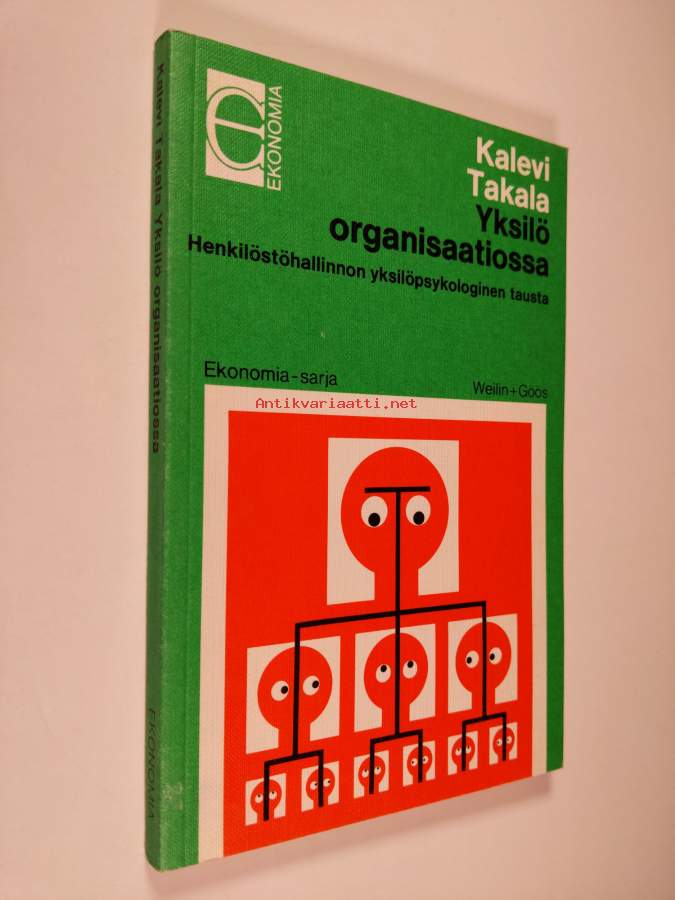 EKONOMIA
Kalevi
Takala
Yksilö
organisaatiossa
Henkilöstöhallinnon yksilöpsykologinen tausta
Ekonomia-sarja
Weilin+Göös
Antikvariaatti.net
Kalevi Takala Yksilö organisaatiossa
EKONOMIA